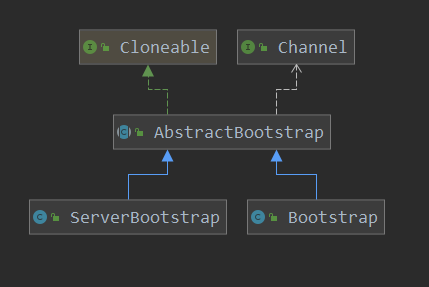 Cloneable
Channel
AbstractBootstrap
ServerBootstrap
Bootstrap